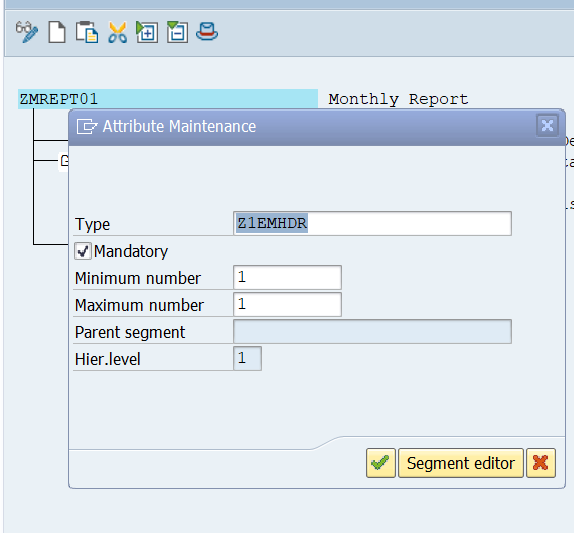 ZMREPT01 Monthly Report
Attribute Maintenance
Type Z1EMHDR
Mandatory
Minimum number 1
Maximum number 1
Parent segment
Hier.level 1
Segment editor